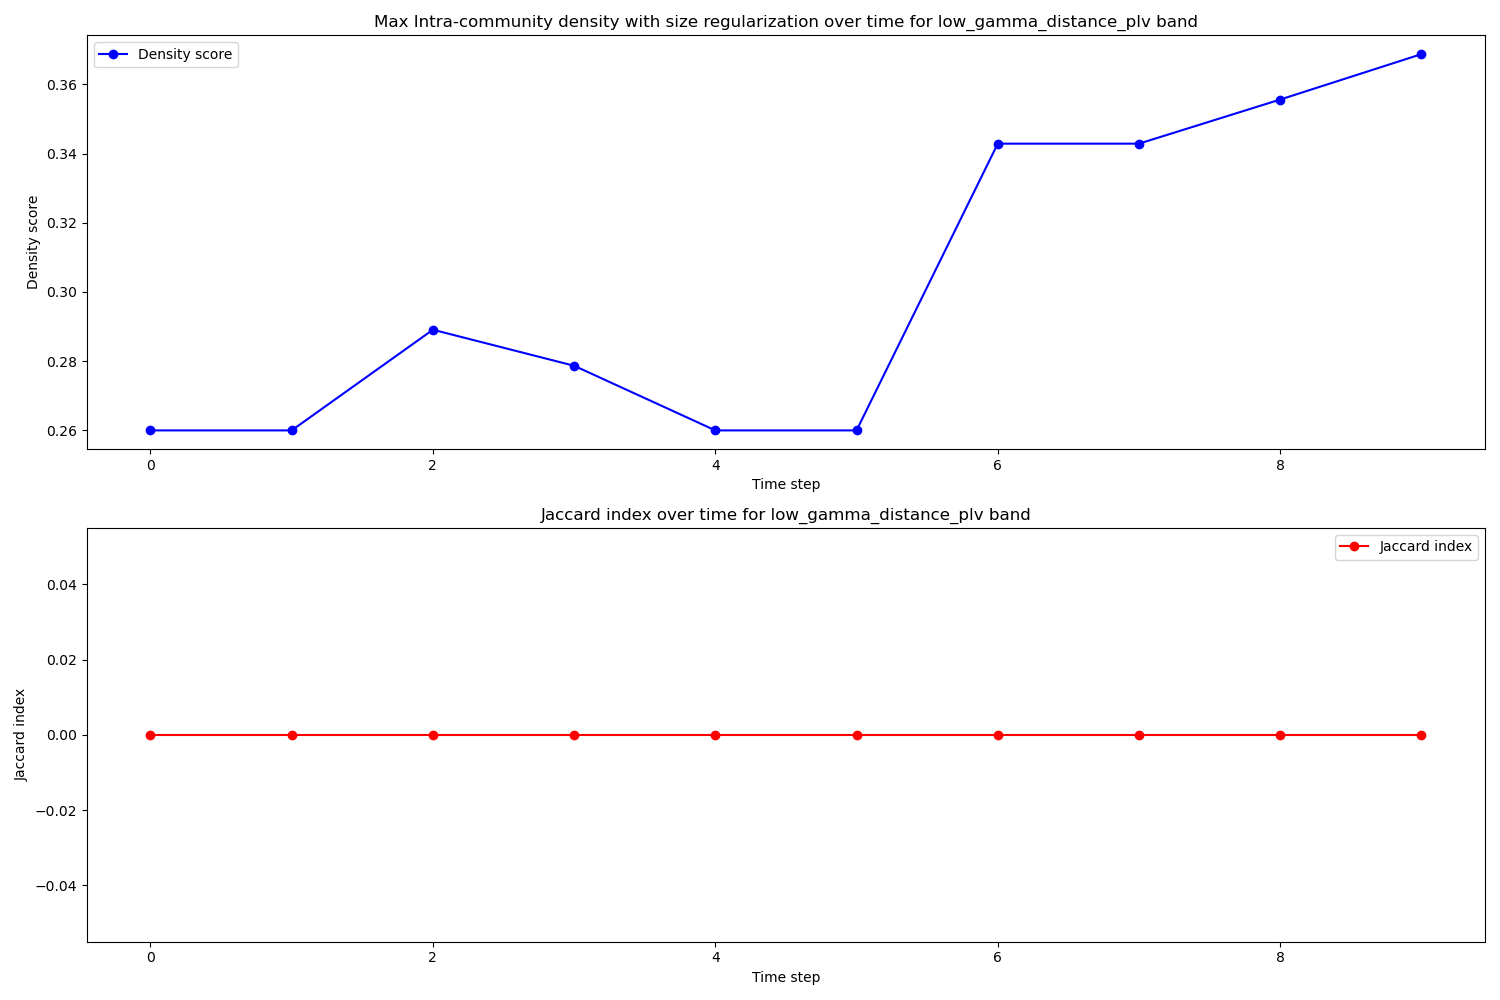 Max Intra-community density with size regularization over time for low_gamma_distance_plv band
Density score
0.36
0.34
0.32
0.30
0.28
0.26
Density score
0 2 4 6 8
Time step
Jaccard index over time for low_gamma_distance_plv band
Jaccard index
0.04
0.02
0.00
−0.02
−0.04
Jaccard index
0 2 4 6 8
Time step